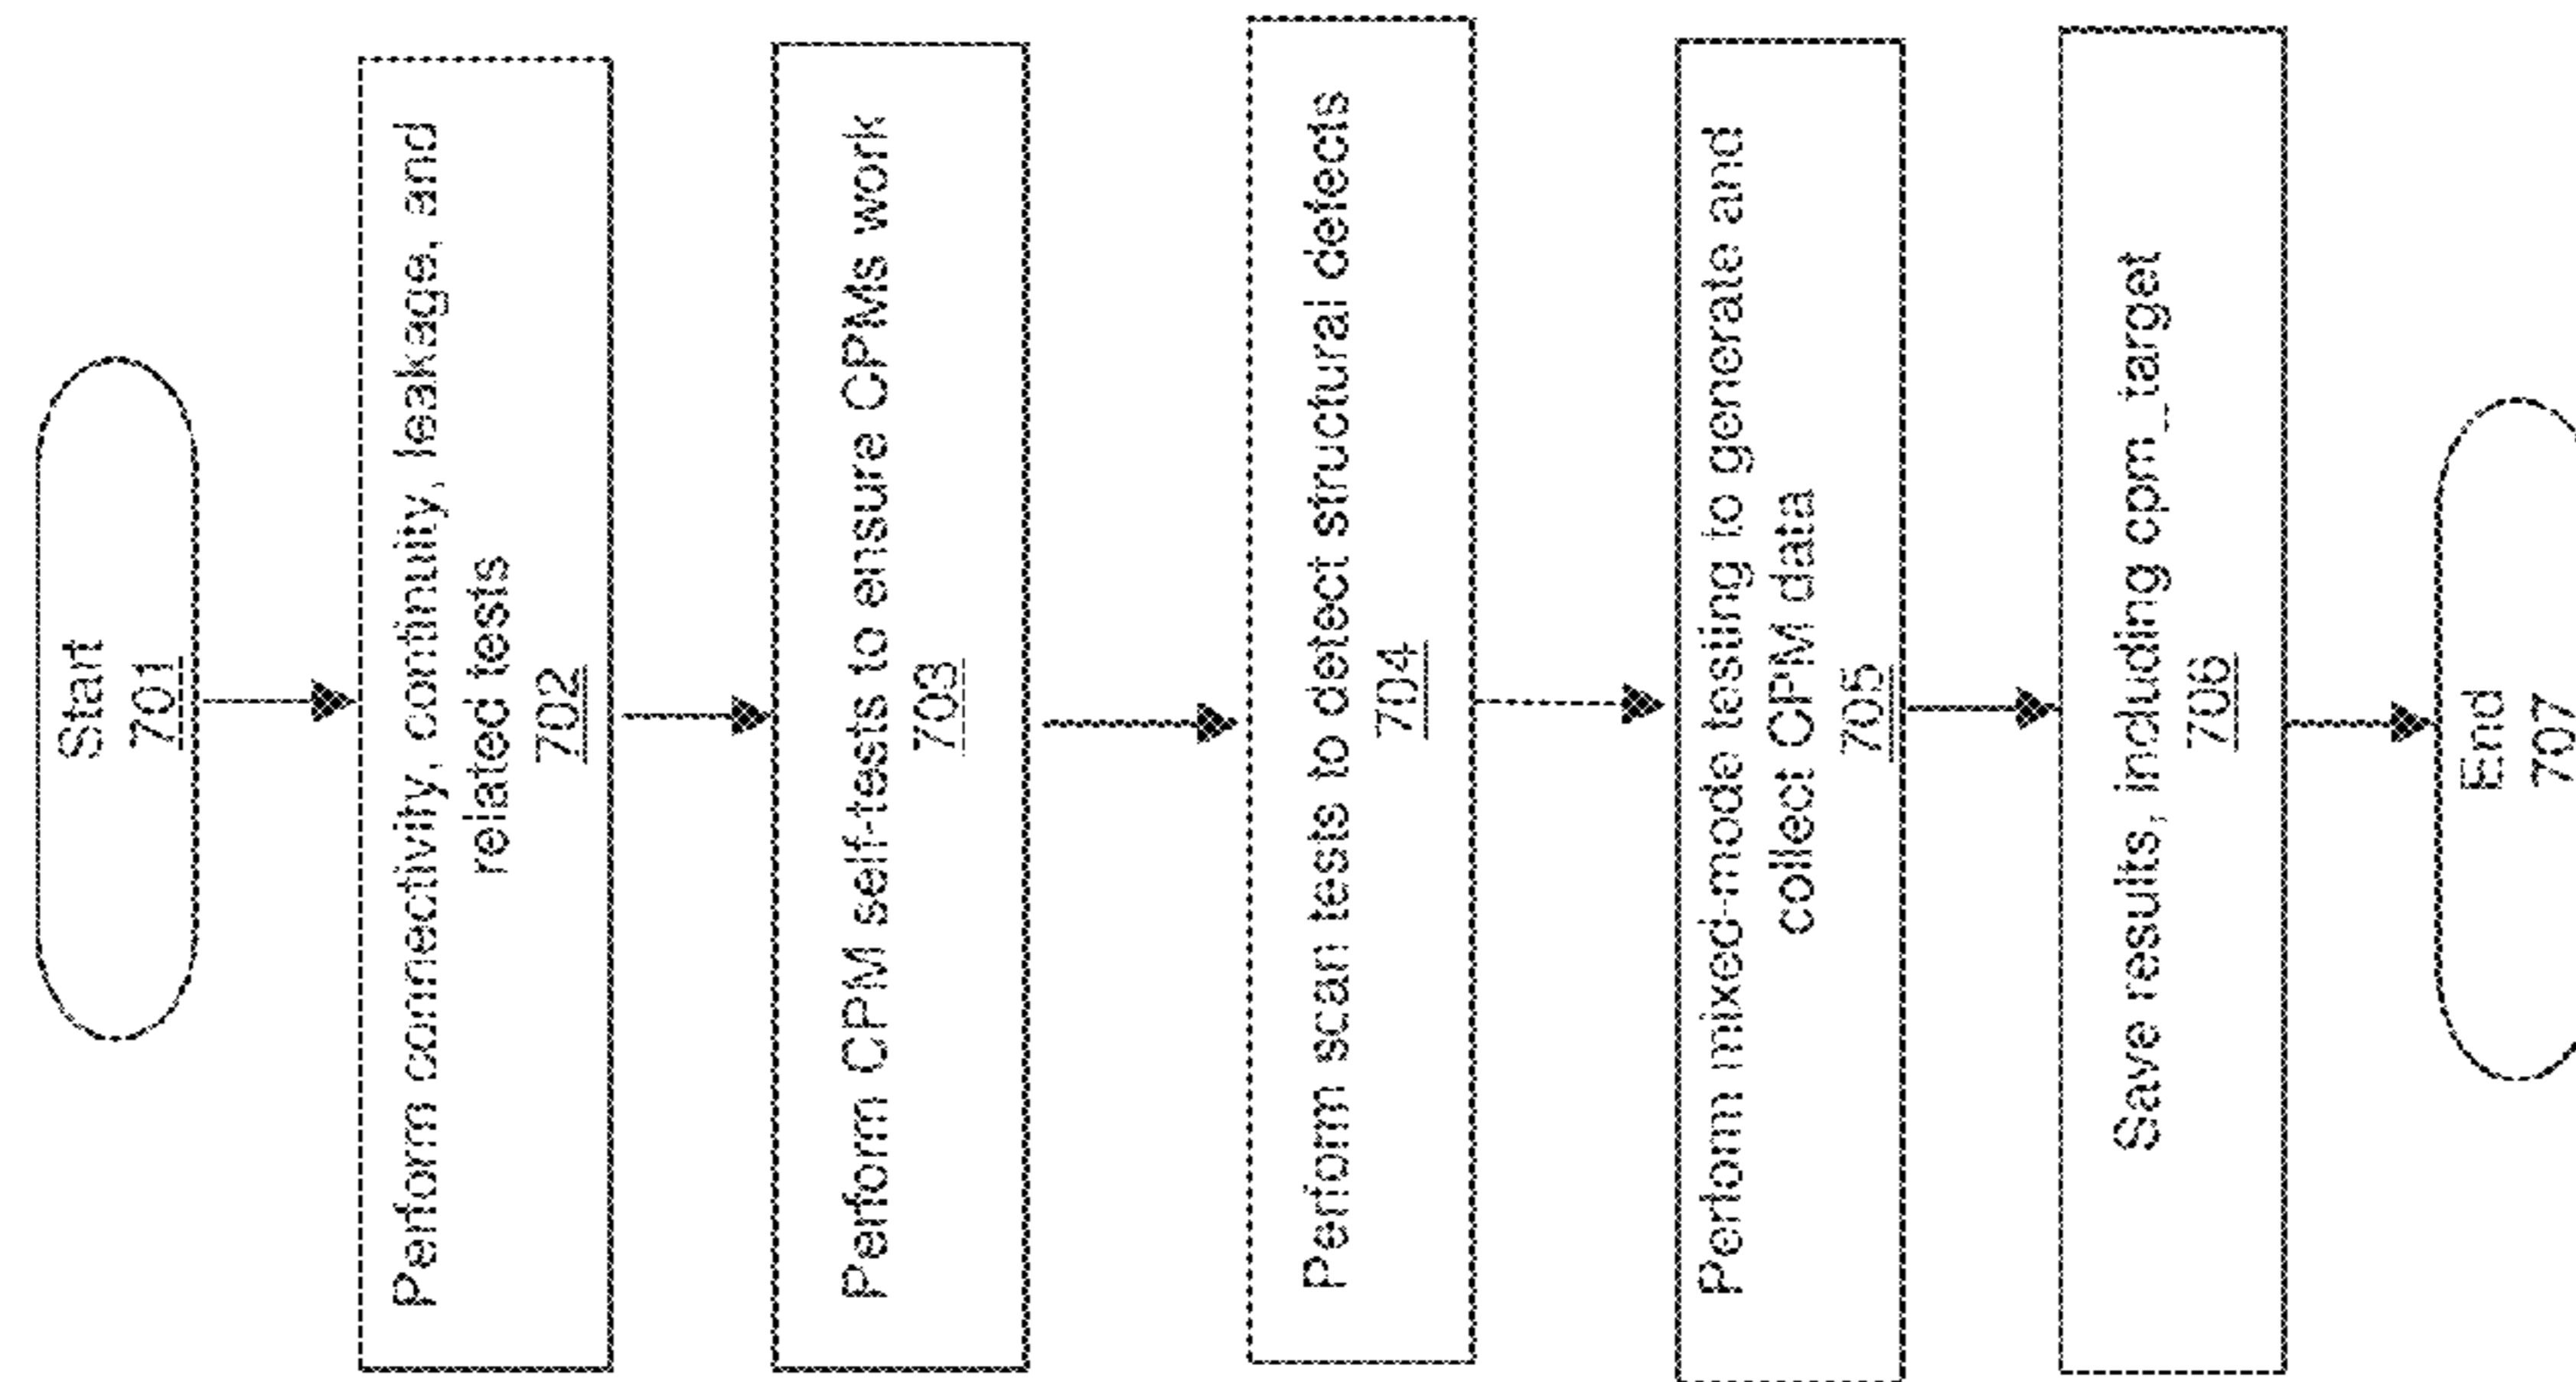 Start
701
Perform connectivity, continuity, leakage, and
related tests
702
Perform CPM self-tests to ensure CPMs work
703
Perform scan tests to detect structural defects
704
Perform mixed-mode testing to generate and
collect CPM data
705
Save results, including cpm_target
706
End
707